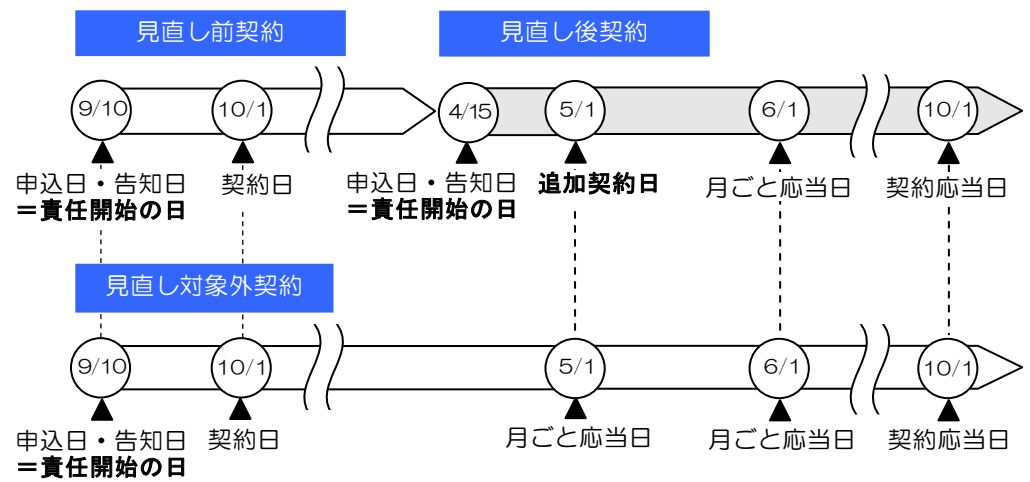 見直し前契約
見直し後契約
9/10
10/1
4/15
5/1
6/1
10/1
申込日・告知日
＝責任開始の日
契約日
申込日・告知日
＝責任開始の日
追加契約日
月ごと応当日
契約応当日
見直し対象外契約
9/10
10/1
5/1
6/1
10/1
申込日・告知日
＝責任開始の日
契約日
月ごと応当日
月ごと応当日
契約応当日